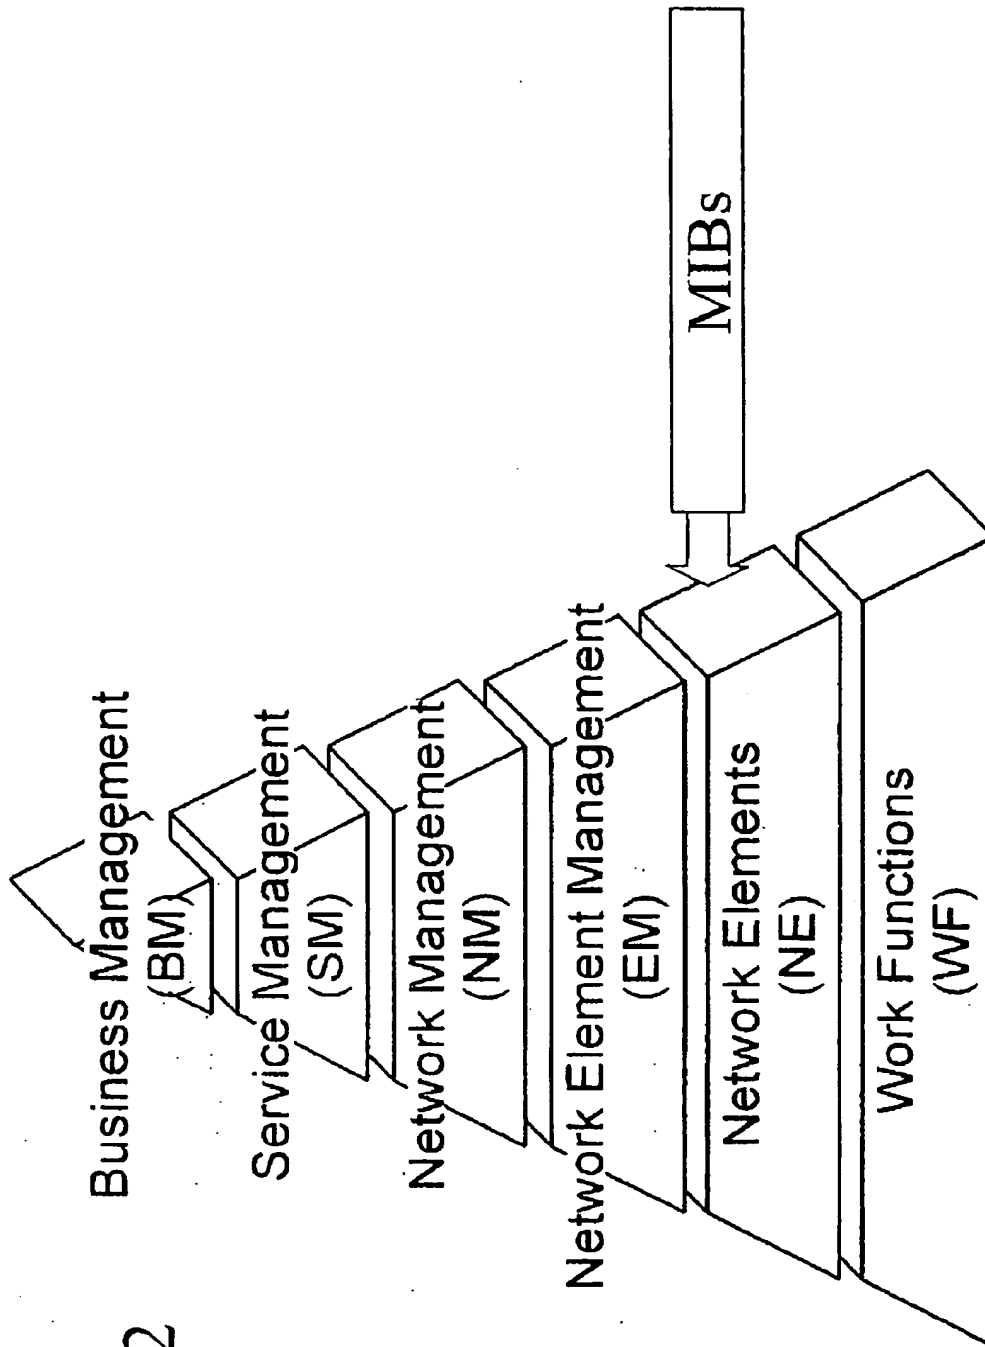 Business Management
(BM)
Service Management
(SM)
Network Management
(NM)
Network Element Management
(EM)
Network Elements
(NE)
Work Functions
(WF)
MIBs
2